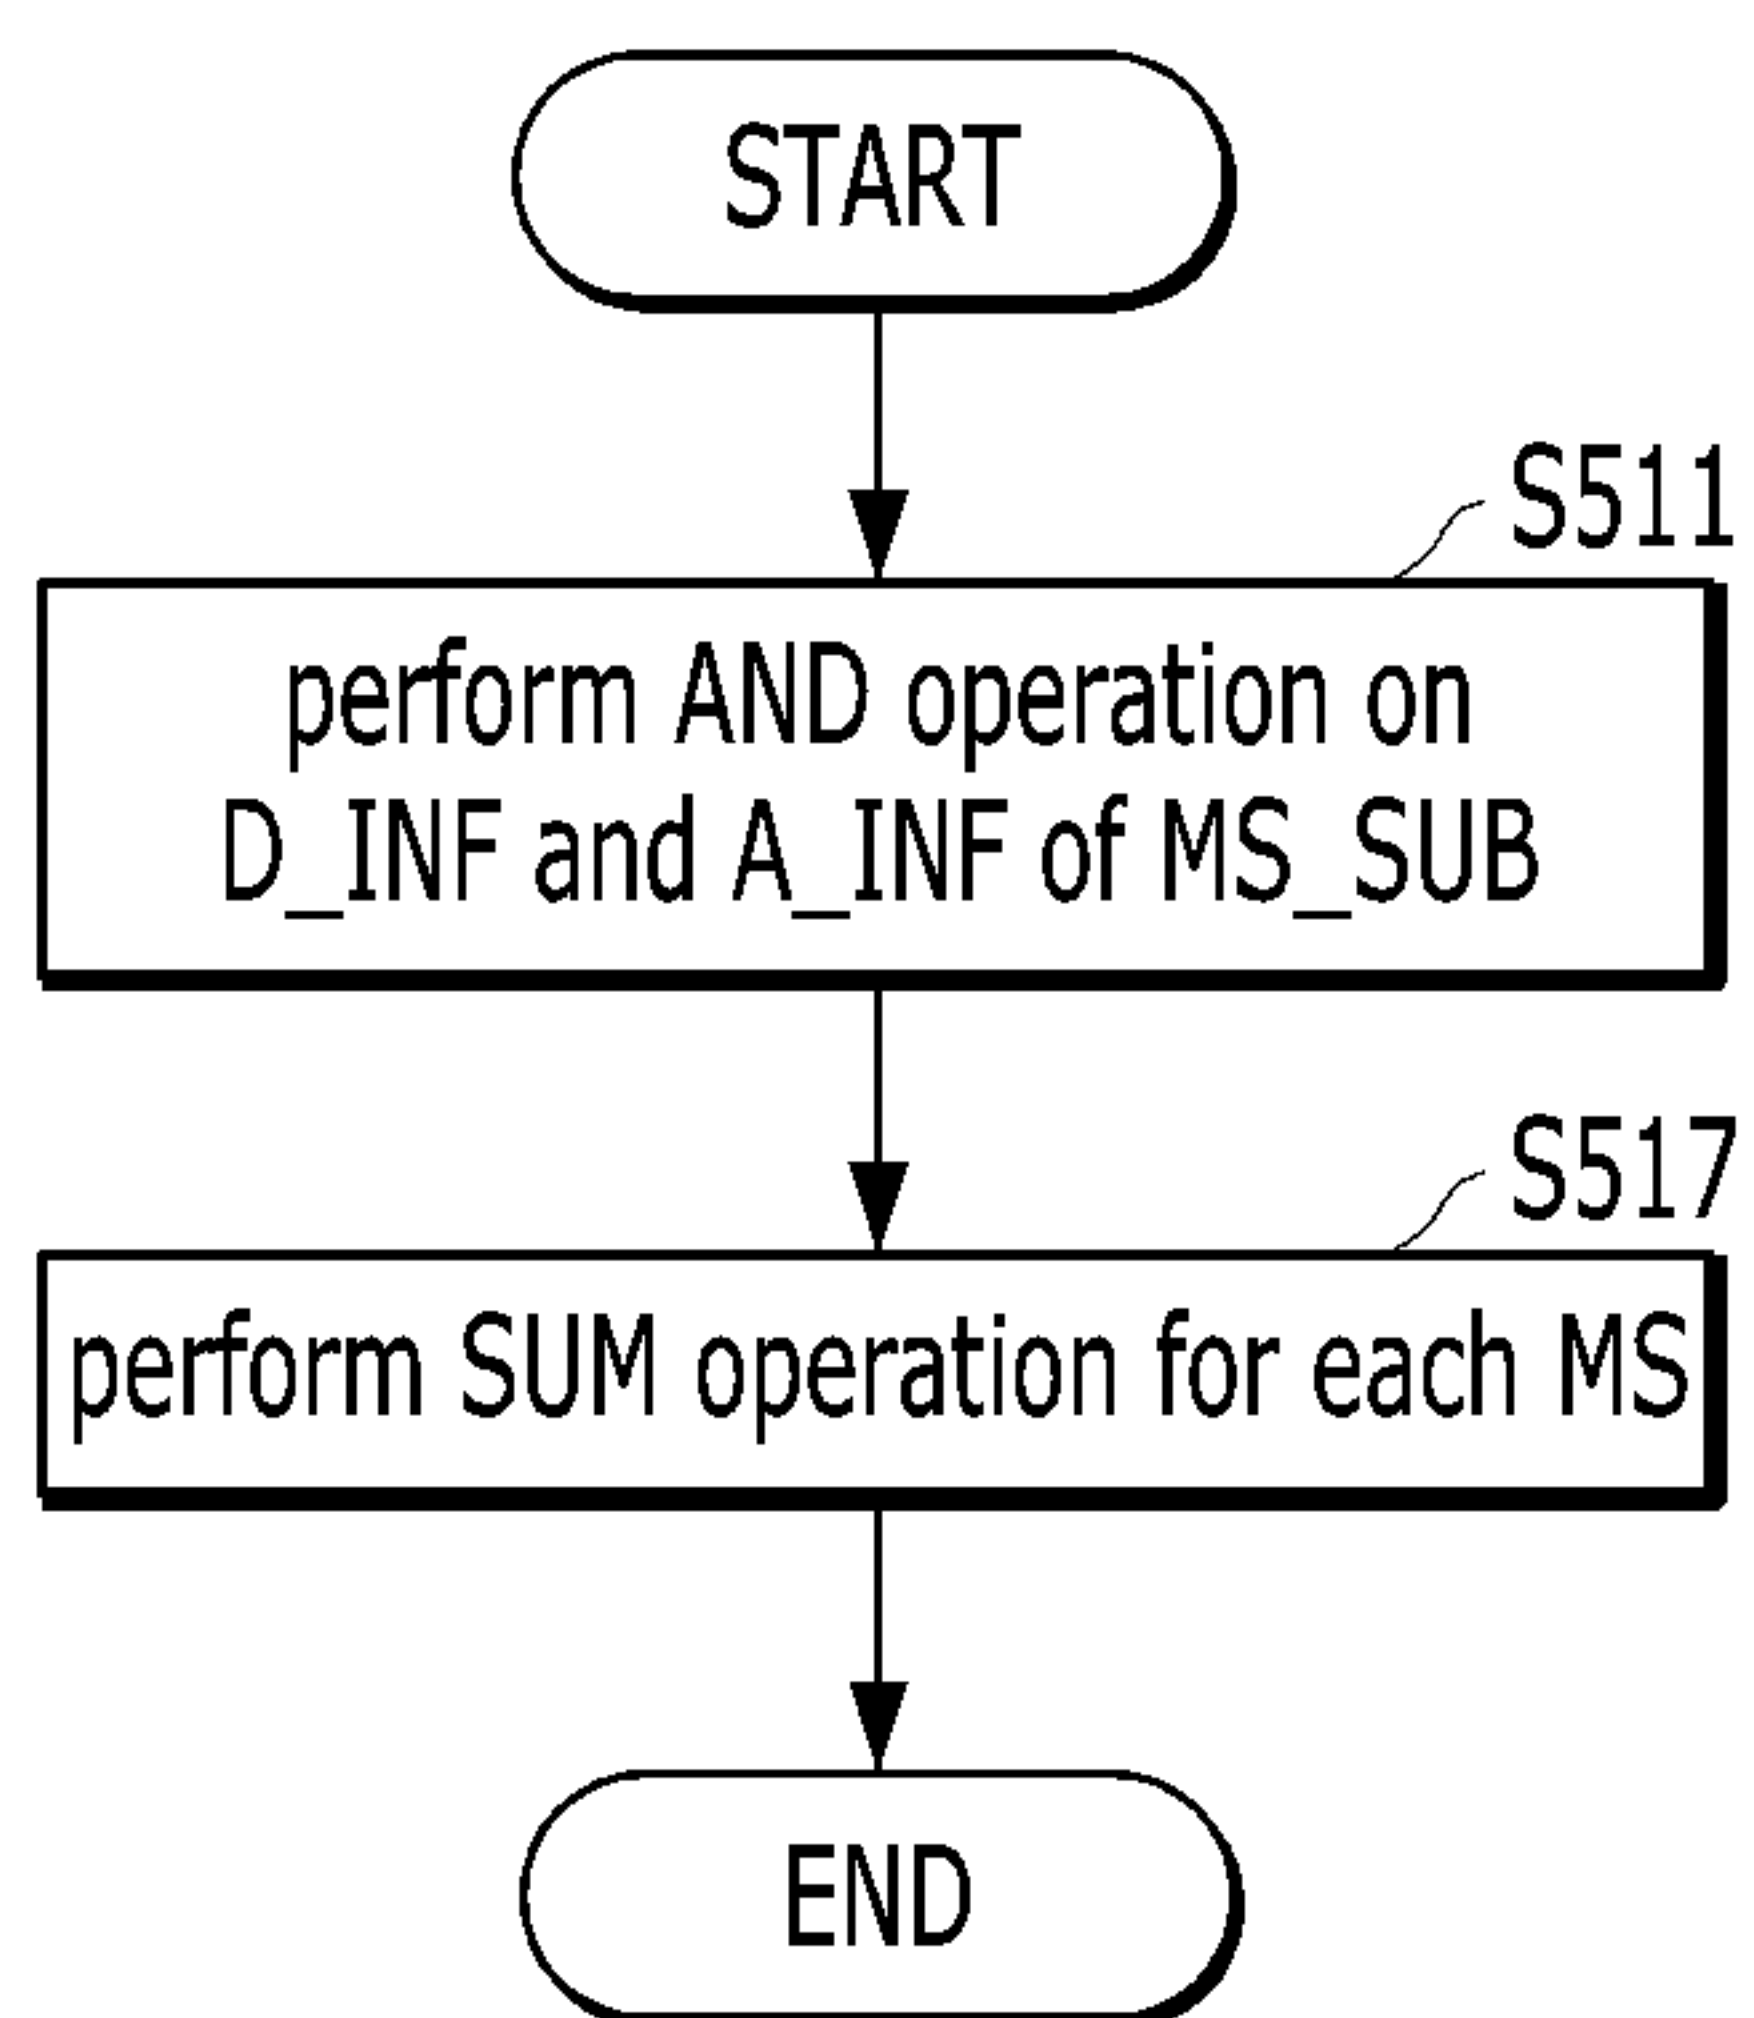 START
S511
perform AND operation on
D_INF and A_INF of MS_SUB
S517
perform SUM operation for each MS
END